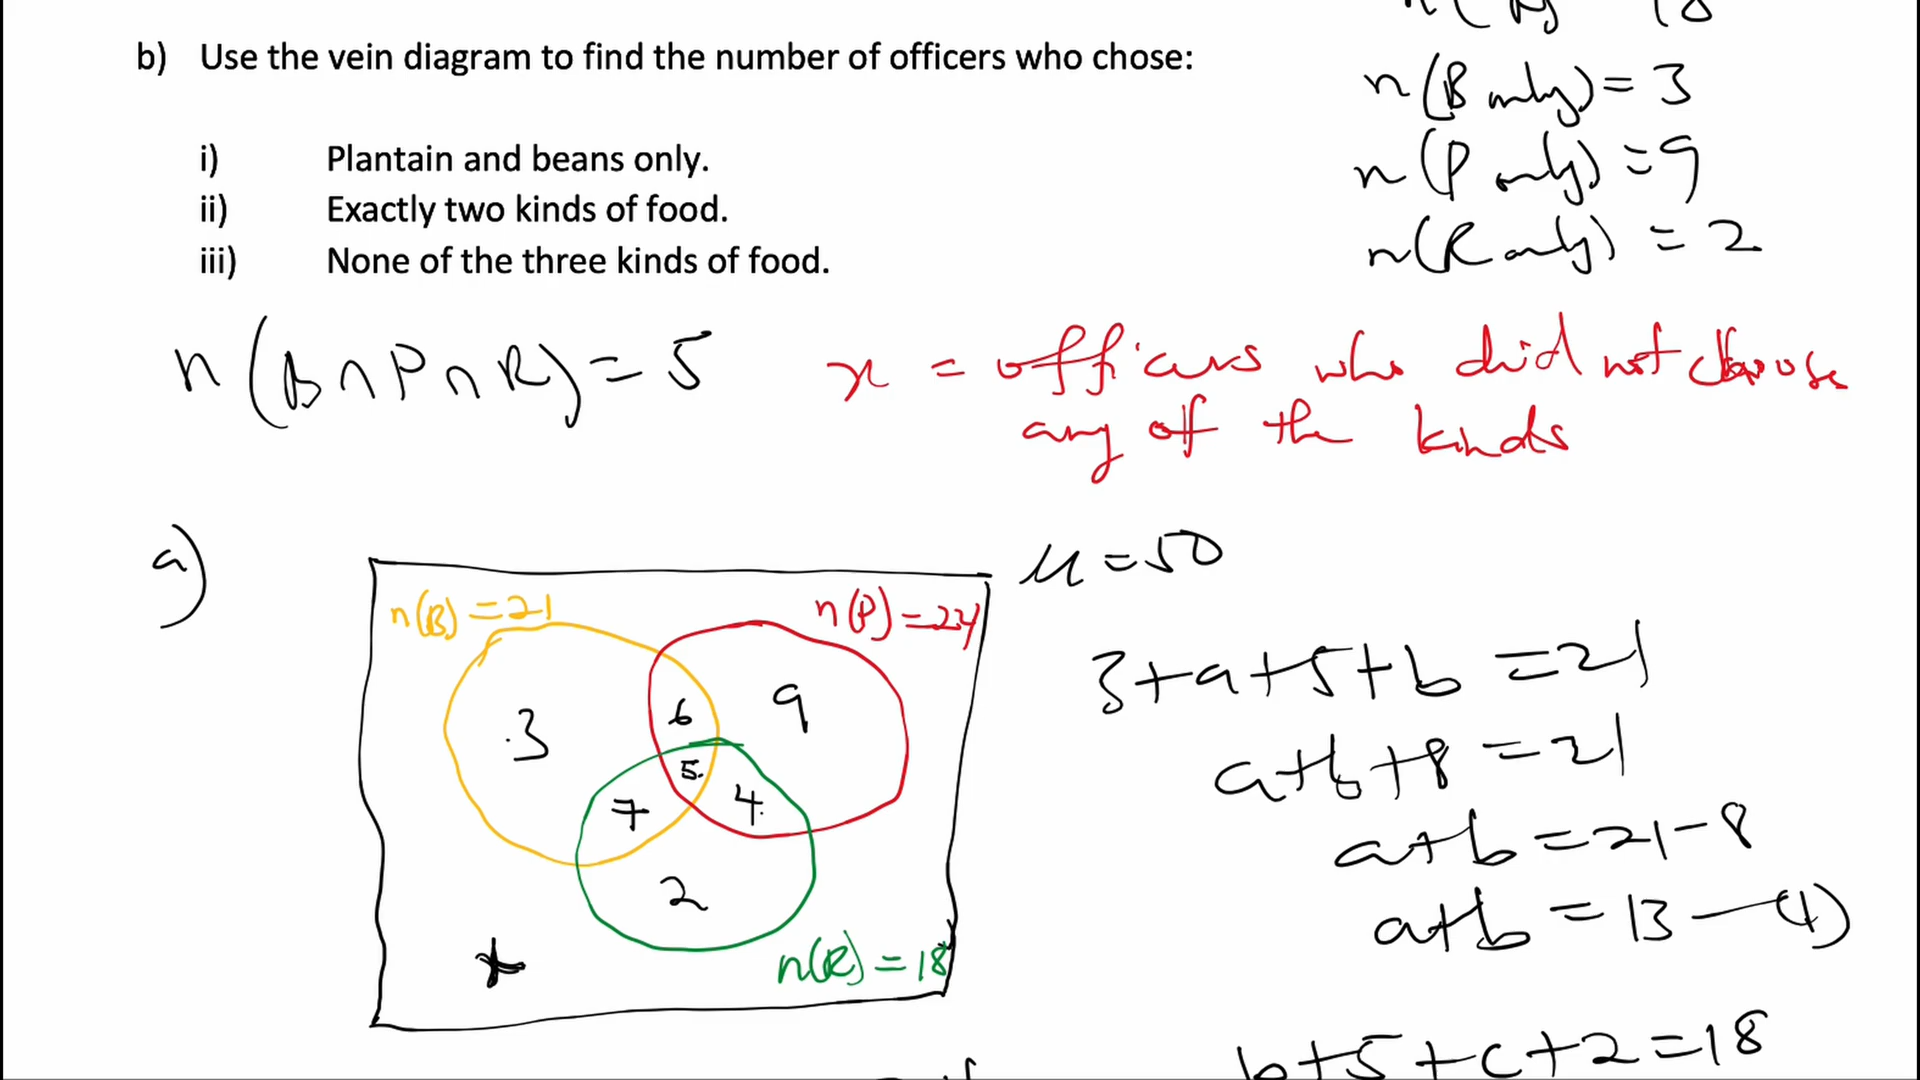 b) Use the vein diagram to find the number of officers who chose:
n(B only) = 3
n(P only) = 9
i) Plantain and beans only.
ii) Exactly two kinds of food.
n(R only) = 2
iii) None of the three kinds of food.
n(B∩P∩R) = 5
x = officers who did not choose
any of the kinds
a)
μ = 50
n(B) = 21
n(P) = 24
3 6 9
5
7 4
2
x
n(R) = 18
3+a+5+b = 21
a+b+8 = 21
a+b = 21-8
a+b = 13 — (1)
b+5+c+2=18